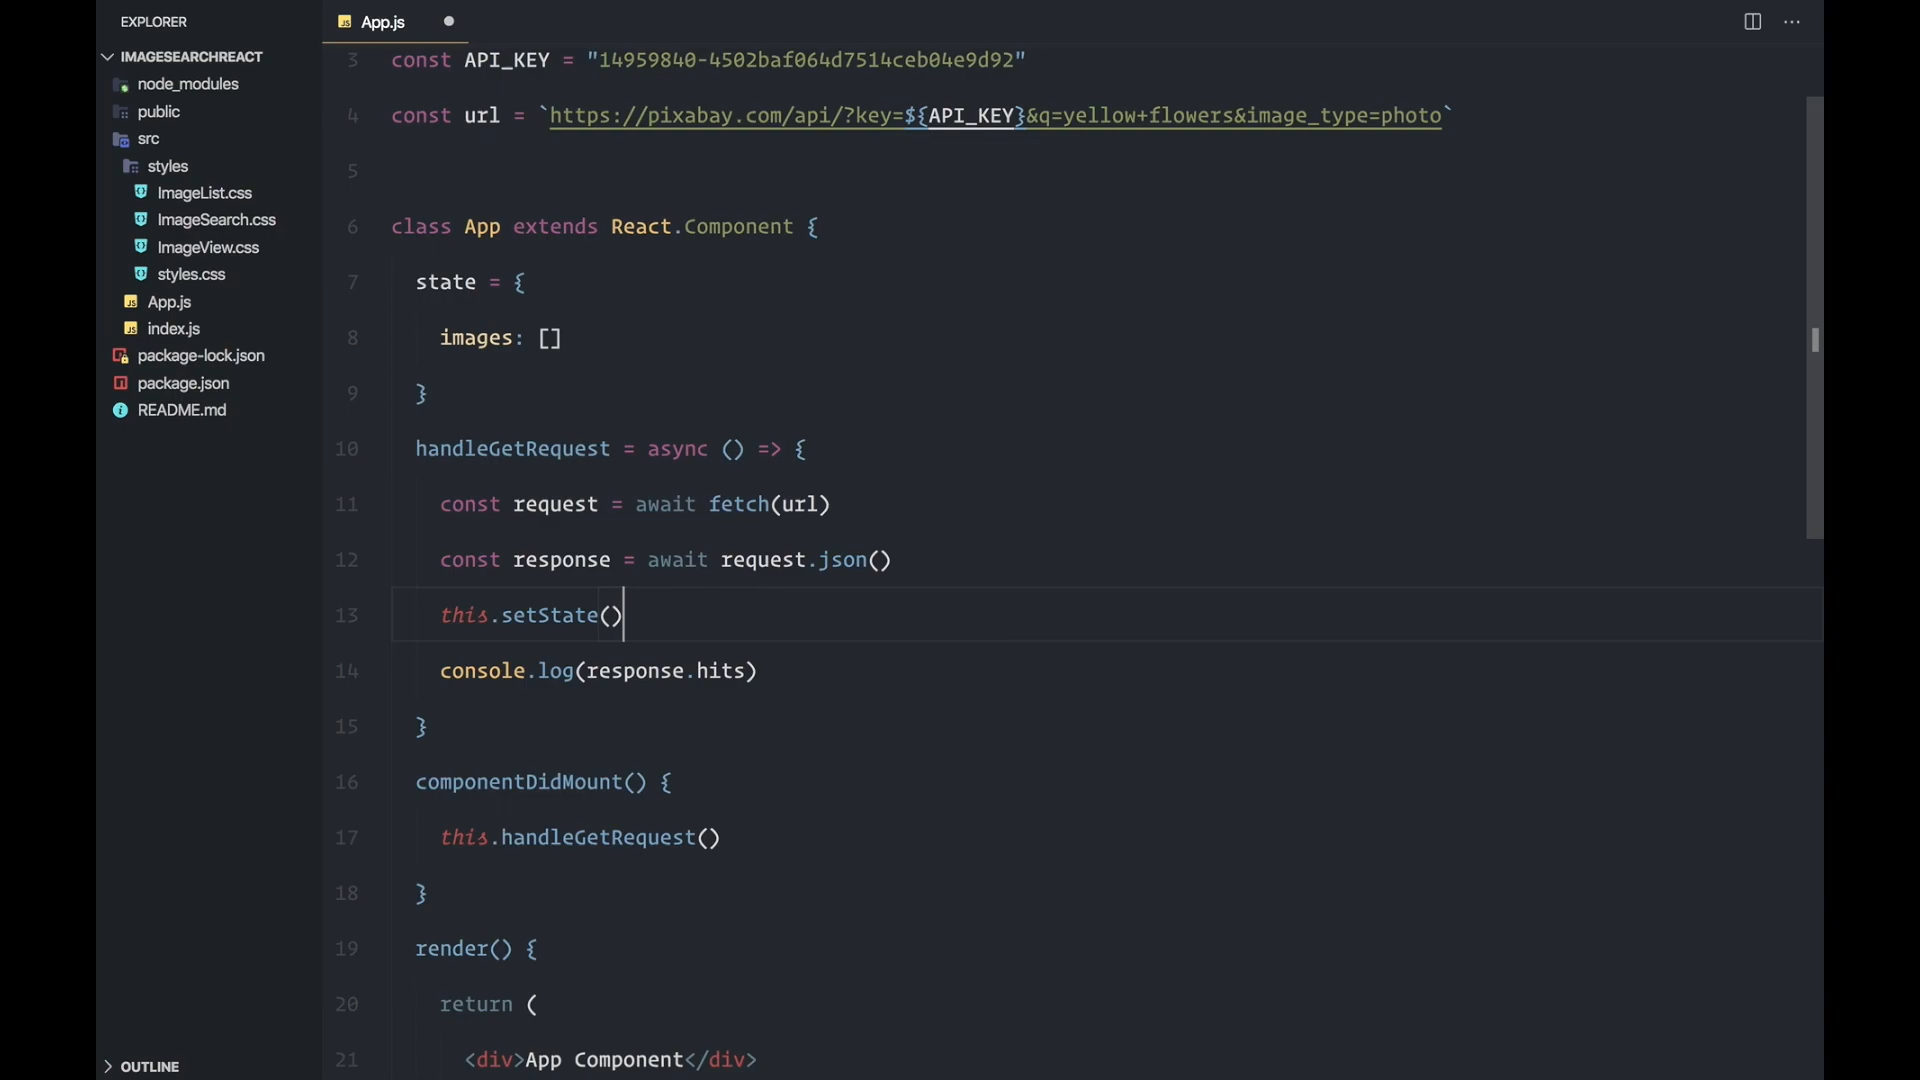 EXPLORER
IMAGESEARCHREACT
node_modules
public
src
styles
ImageList.css
ImageSearch.css
ImageView.css
styles.css
App.js
index.js
package-lock.json
package.json
README.md
OUTLINE
JS App.js
3 const API_KEY = "14959840-4502baf064d7514ceb04e9d92"
4 const url = `https://pixabay.com/api/?key=${API_KEY}&q=yellow+flowers&image_type=photo`
5
6 class App extends React.Component {
7 state = {
8 images: []
9 }
10 handleGetRequest = async () => {
11 const request = await fetch(url)
12 const response = await request.json()
13 this.setState()
14 console.log(response.hits)
15 }
16 componentDidMount() {
17 this.handleGetRequest()
18 }
19 render() {
20 return (
21 <div>App Component</div>